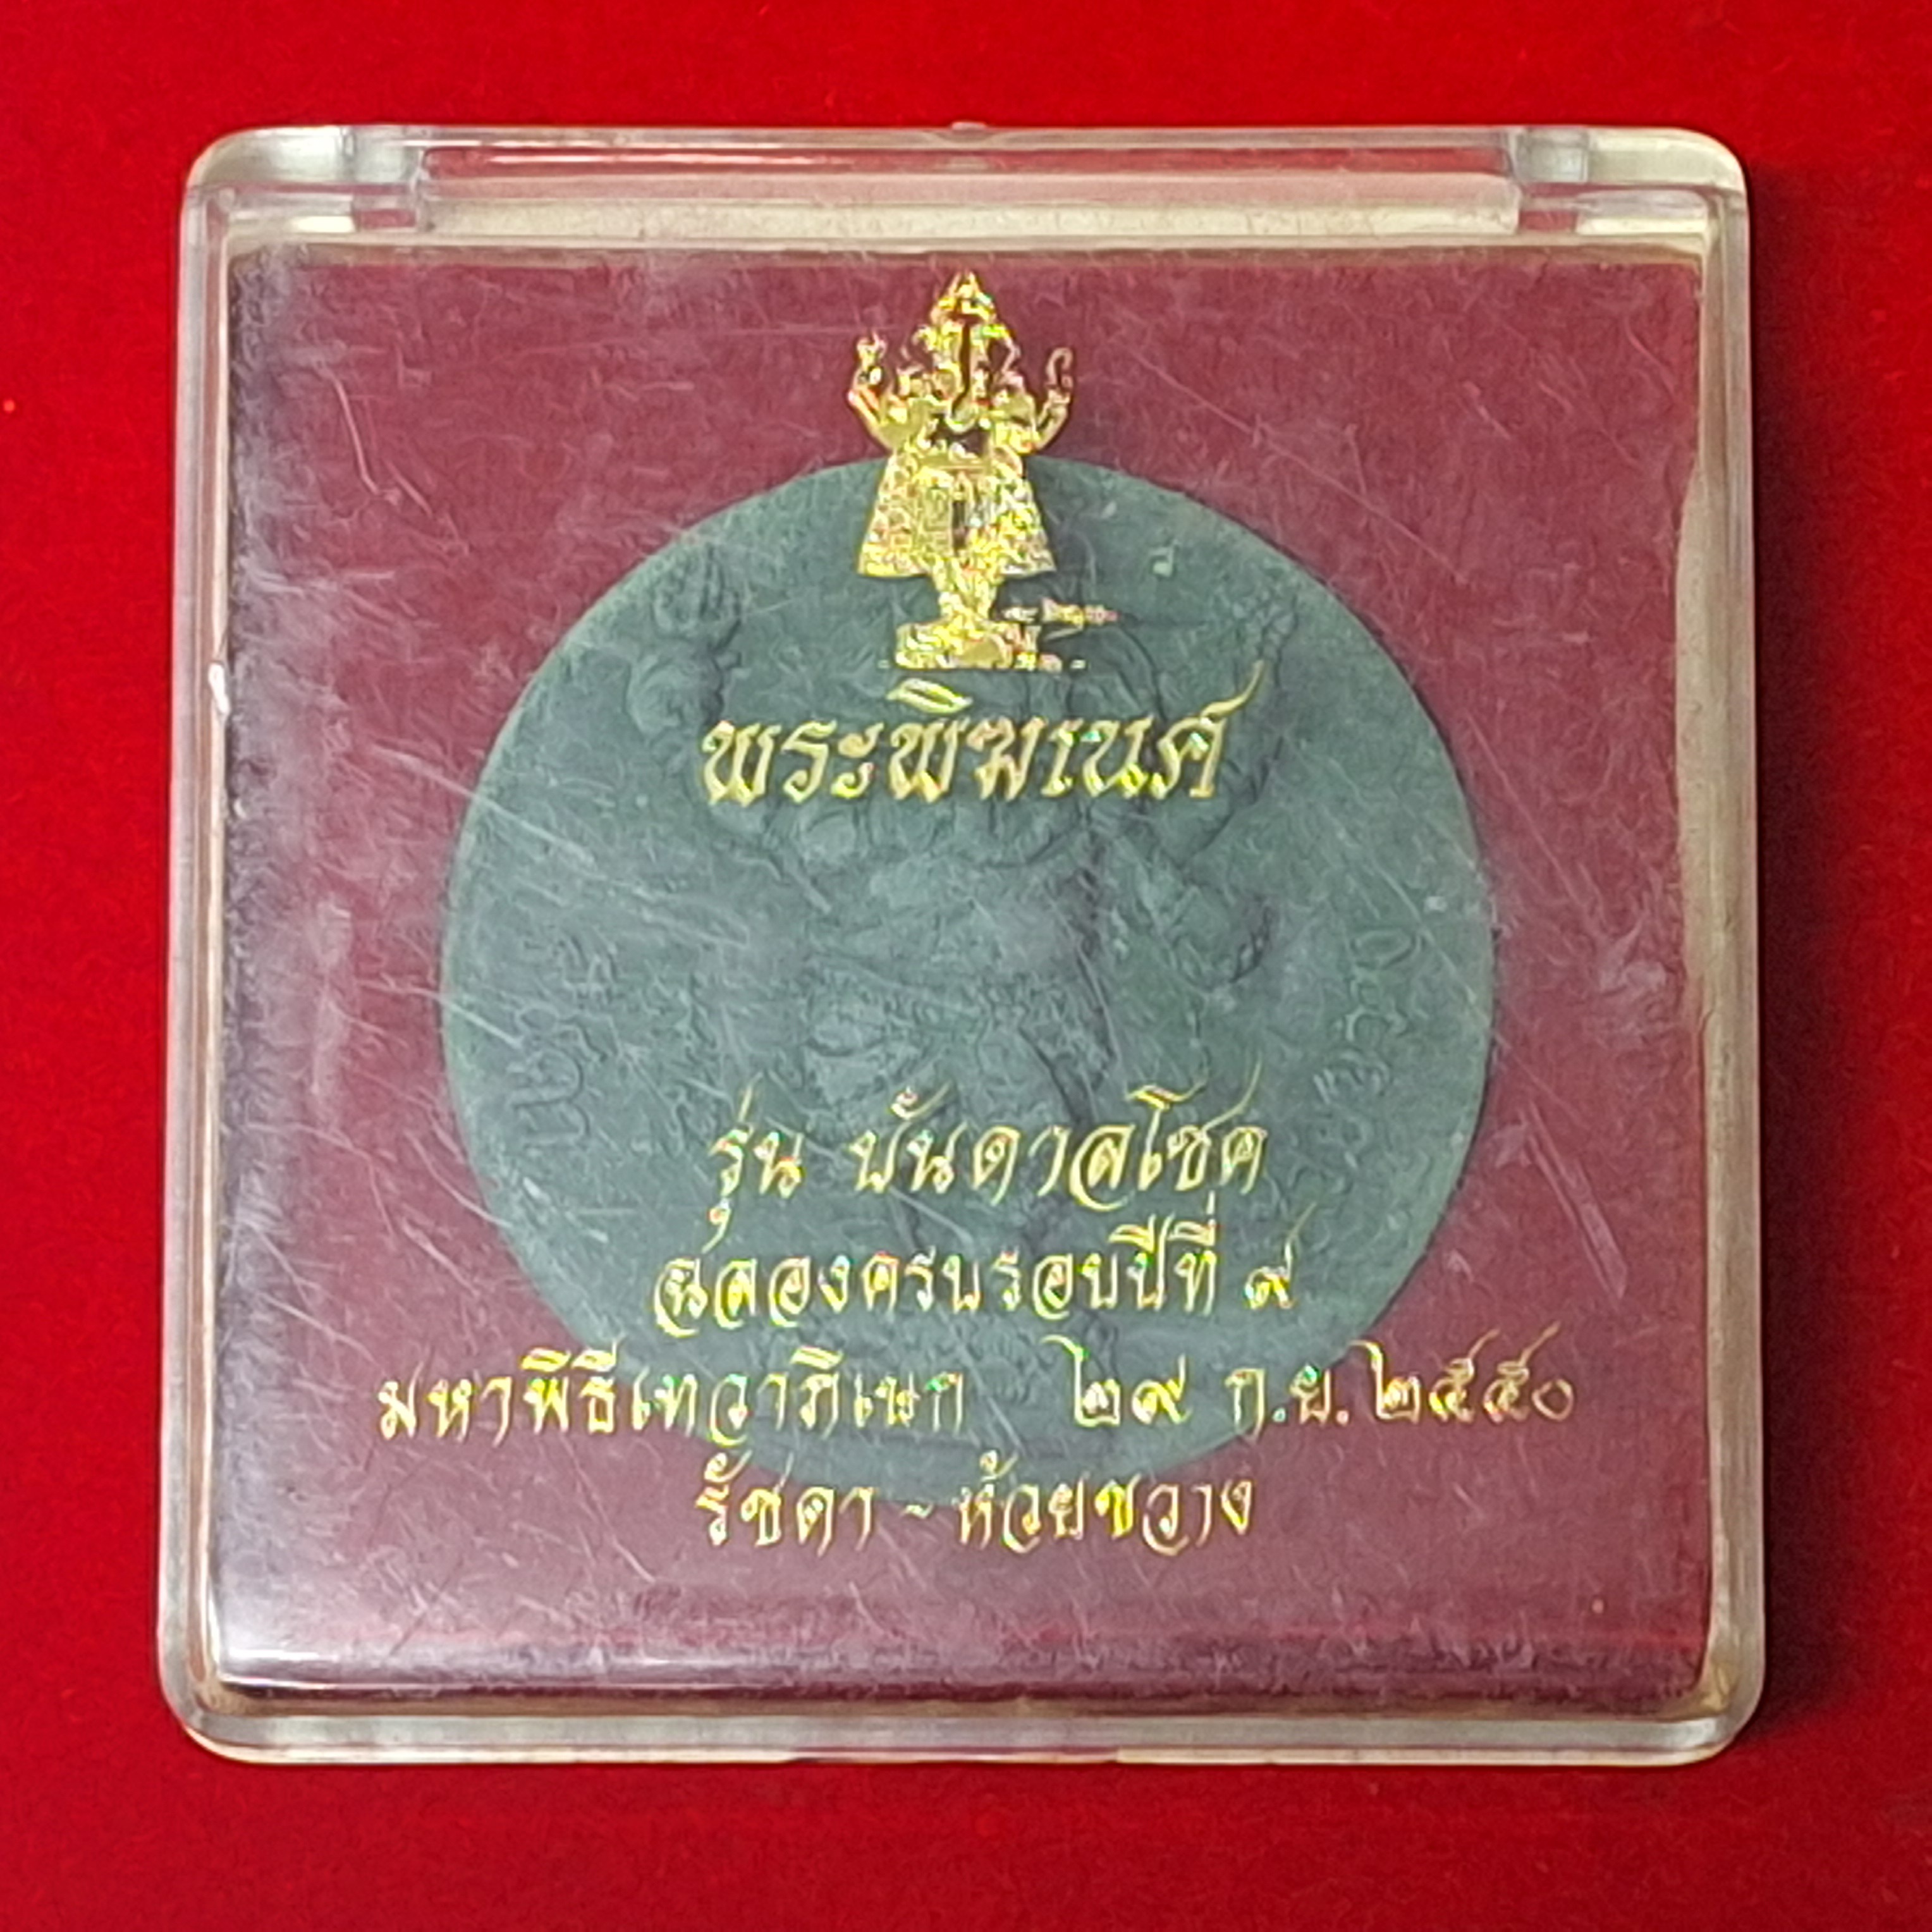 พระพิฆเนศ
รุ่น บันดาลโชค
ฉลองครบรอบปีที่ ๙
มหาพิธีเทวาภิเษก ๒๙ ก.ย.๒๕๕๐
รัชดา - ห้วยขวาง